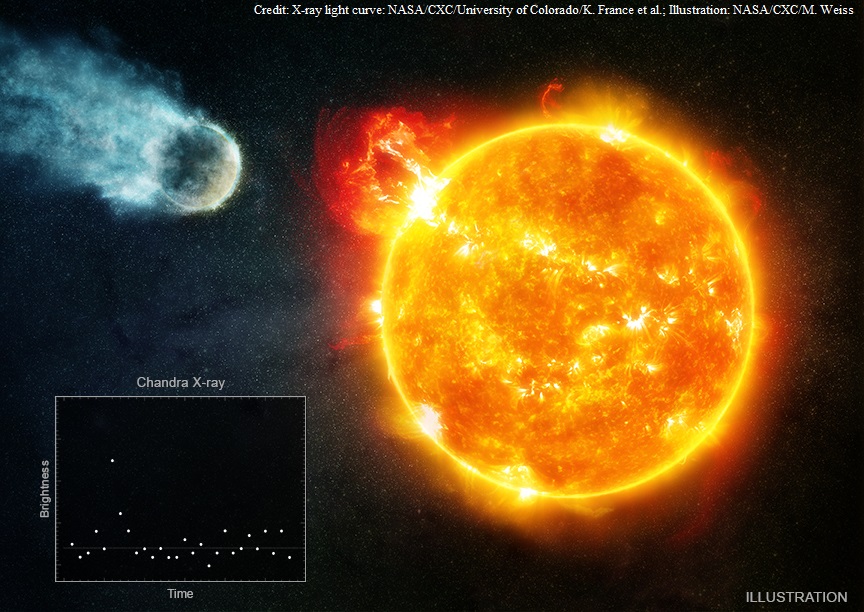 Credit: X-ray light curve: NASA/CXC/University of Colorado/K. France et al.; Illustration: NASA/CXC/M. Weiss
Chandra X-ray
Brightness
Time
ILLUSTRATION